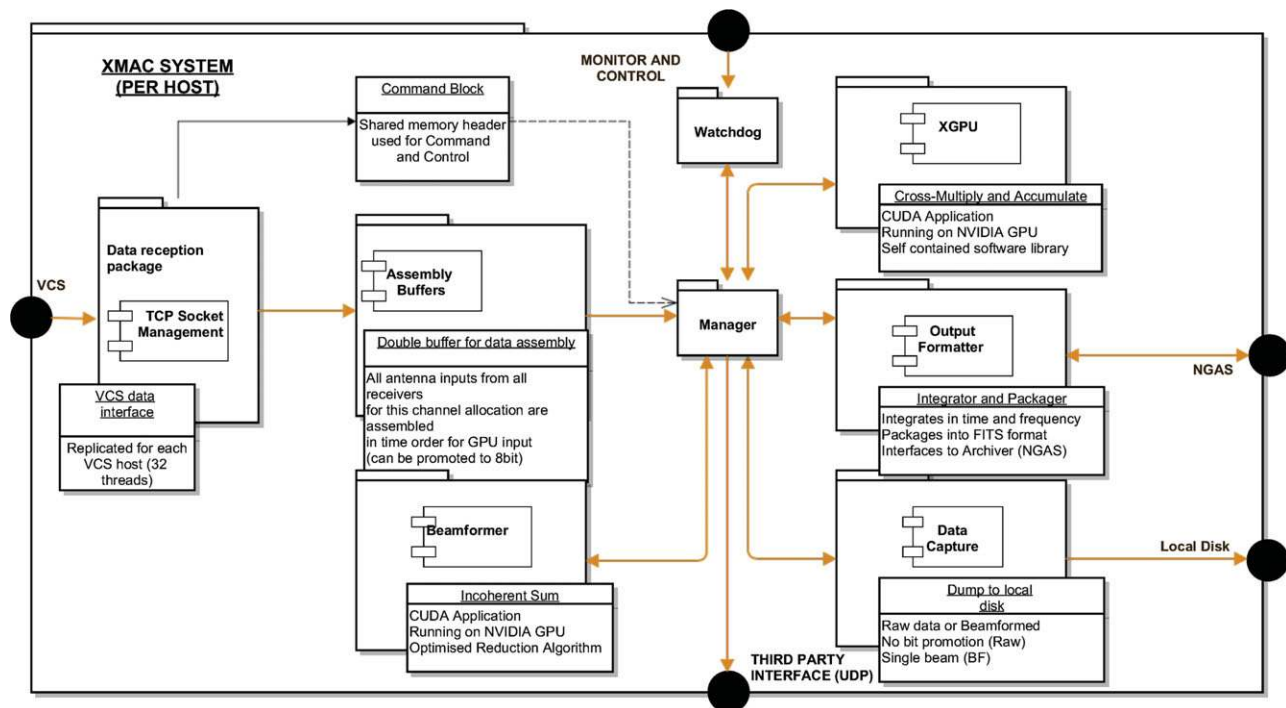 XMAC SYSTEM
(PER HOST)
MONITOR AND
CONTROL
Command Block
Shared memory header
used for Command
and Control
Watchdog
XGPU
Cross-Multiply and Accumulate
CUDA Application
Running on NVIDIA GPU
Self contained software library
Data reception
package
VCS
TCP Socket
Management
VCS data
interface
Replicated for each
VCS host (32
threads)
Assembly
Buffers
Double buffer for data assembly
All antenna inputs from all
receivers
for this channel allocation are
assembled
in time order for GPU input
(can be promoted to 8bit)
Manager
Output
Formatter
NGAS
Integrator and Packager
Integrates in time and frequency
Packages into FITS format
Interfaces to Archiver (NGAS)
Beamformer
Incoherent Sum
CUDA Application
Running on NVIDIA GPU
Optimised Reduction Algorithm
Data
Capture
Local Disk
Dump to local
disk
Raw data or Beamformed
No bit promotion (Raw)
Single beam (BF)
THIRD PARTY
INTERFACE (UDP)